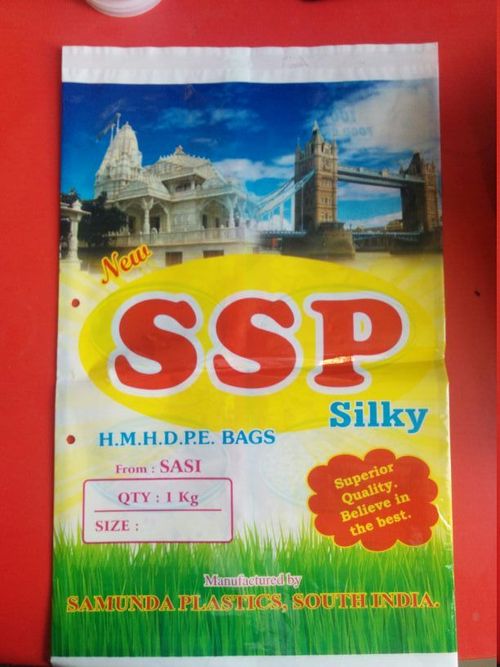 New
SSP
Silky
H.M.H.D.P.E. BAGS
From : SASI
QTY : 1 Kg
SIZE :
Superior
Quality.
Believe in
the best.
Manufactured by
SAMUNDA PLASTICS, SOUTH INDIA.